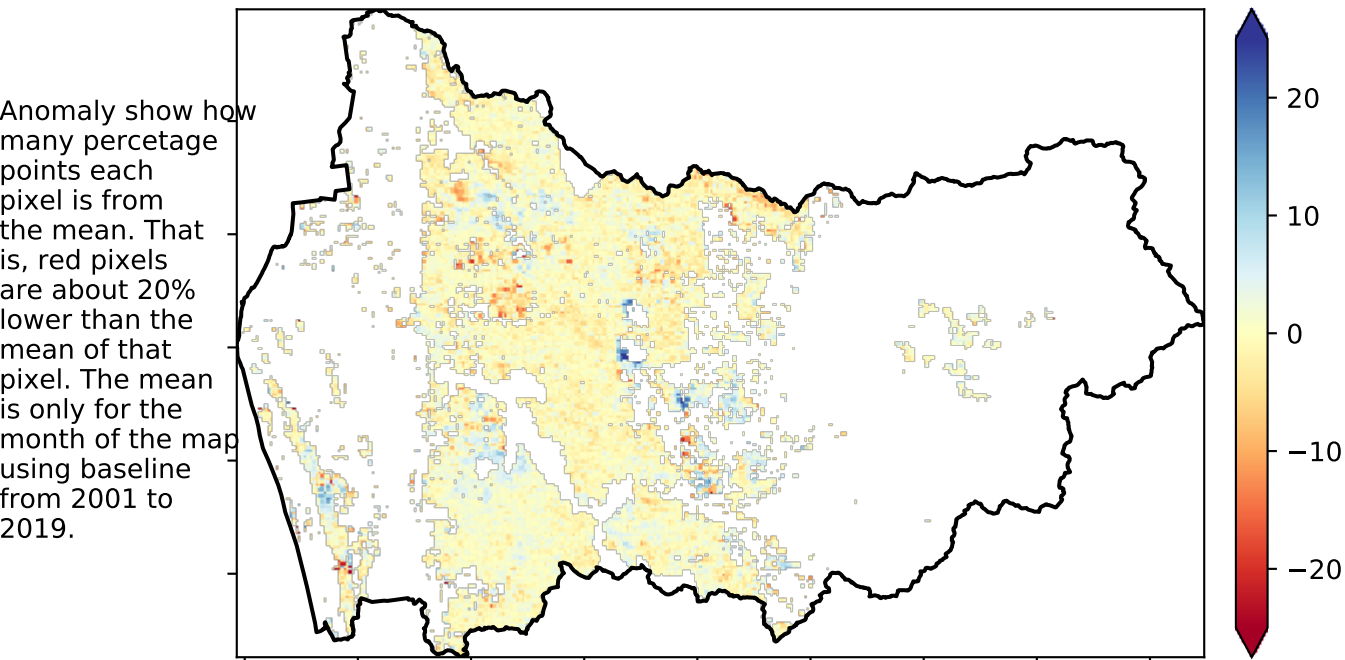 Anomaly show how
many percetage
points each
pixel is from
the mean. That
is, red pixels
are about 20%
lower than the
mean of that
pixel. The mean
is only for the
month of the map
using baseline
from 2001 to
2019.
20
10
0
−10
−20